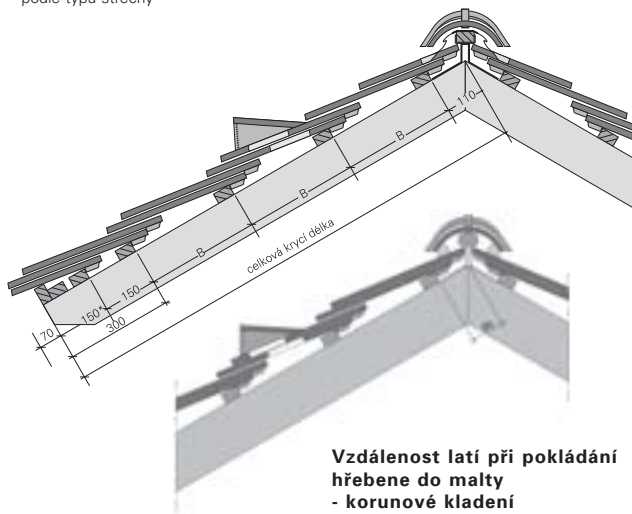 podle typu střechy
110
B
B
B
celková krycí délka
150
150*
300
70
Vzdálenost latí při pokládání
hřebene do malty
- korunové kladení